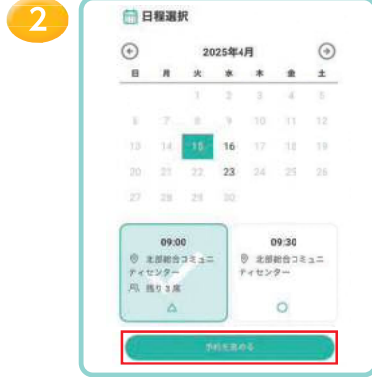 2
日程選択
2025年4月
日 月 火 水 木 金 土
1 2 3 4 5
6 7 8 9 10 11 12
13 14 15 16 17 18 19
20 21 22 23 24 25 26
27 28 29 30
09:00
北部総合コミュニ
ティセンター
残り3席
09:30
北部総合コミュニ
ティセンター
予約を進める